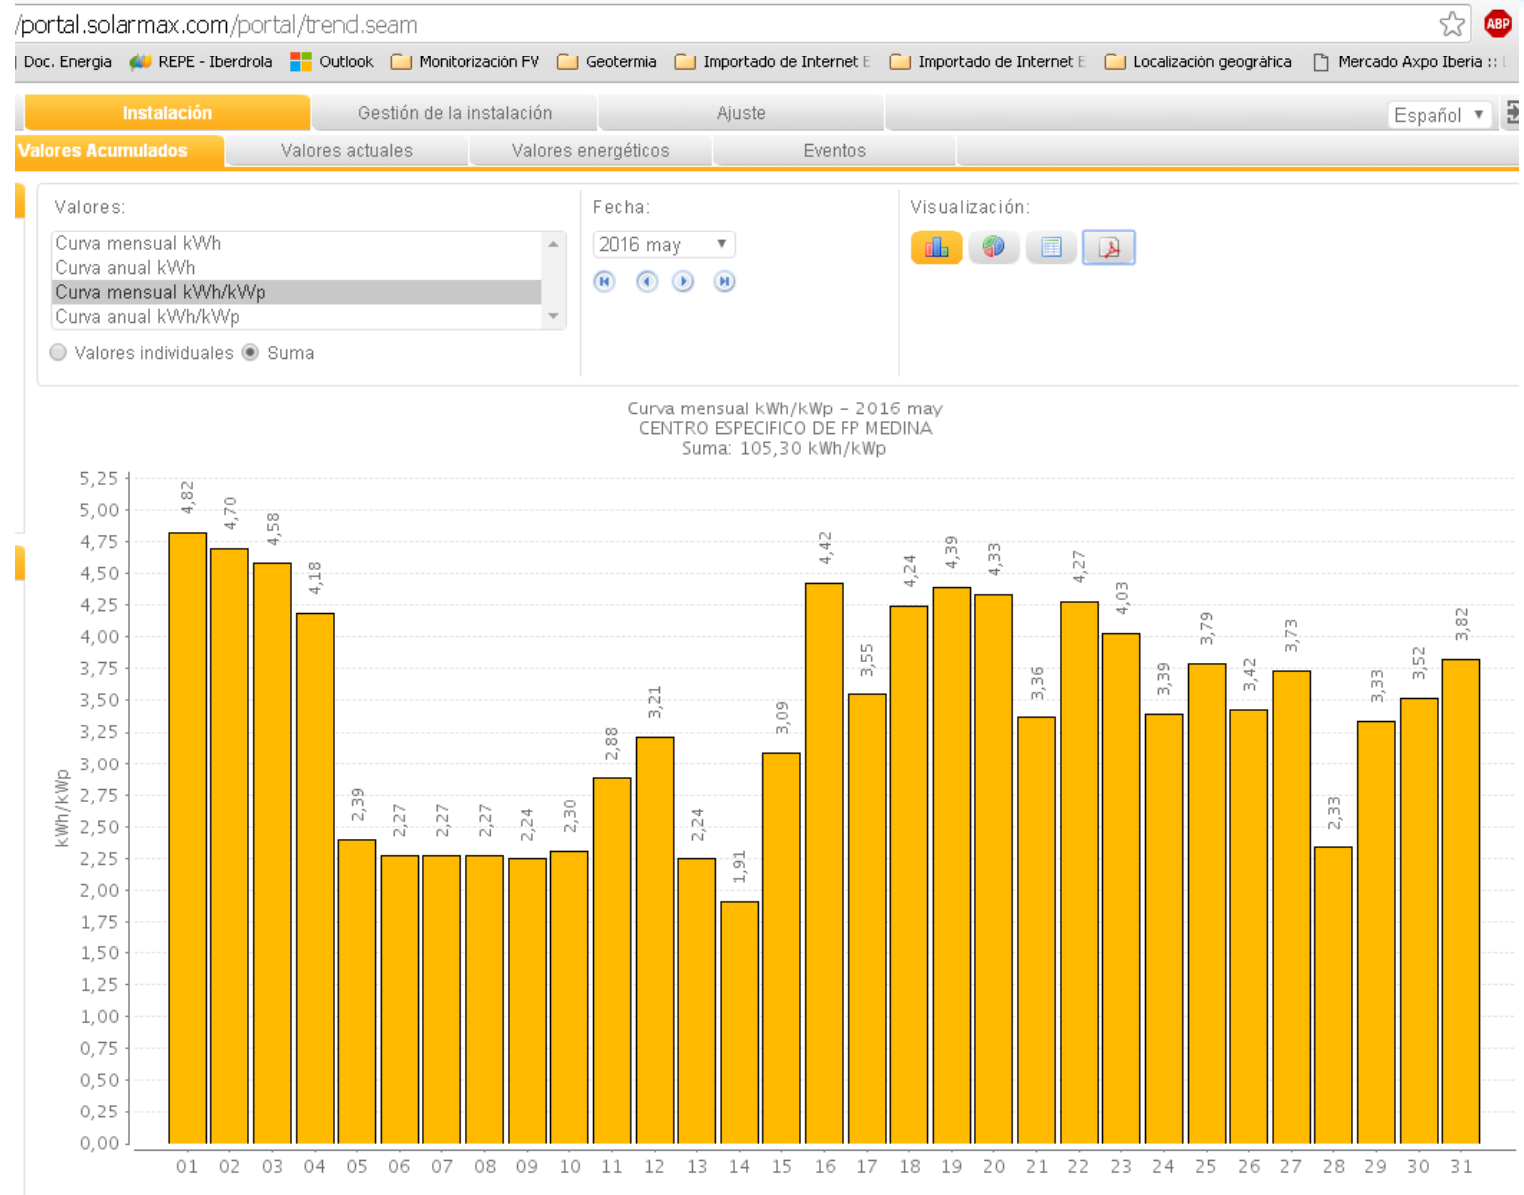 /portal.solarmax.com/portal/trend.seam
ABP
Doc. Energia REPE - Iberdrola Outlook Monitorización FV Geotermia Importado de Internet E Importado de Internet E Localización geográfica Mercado Axpo Iberia ::
Instalación Gestión de la instalación Ajuste Español
Valores Acumulados Valores actuales Valores energéticos Eventos
Valores: Fecha: Visualización:
Curva mensual kWh 2016 may
Curva anual kWh
Curva mensual kWh/kWp
Curva anual kWh/kWp
Valores individuales Suma
Curva mensual kWh/kWp - 2016 may
CENTRO ESPECIFICO DE FP MEDINA
Suma: 105,30 kWh/kWp
kWh/kWp
5,25
5,00
4,75
4,50
4,25
4,00
3,75
3,50
3,25
3,00
2,75
2,50
2,25
2,00
1,75
1,50
1,25
1,00
0,75
0,50
0,25
0,00
4,82 4,70 4,58 4,18 2,39 2,27 2,27 2,27 2,24 2,30 2,88 3,21 2,24 1,91 3,09 4,42 3,55 4,24 4,39 4,33 3,36 4,27 4,03 3,39 3,79 3,42 3,73 2,33 3,33 3,52 3,82
01 02 03 04 05 06 07 08 09 10 11 12 13 14 15 16 17 18 19 20 21 22 23 24 25 26 27 28 29 30 31